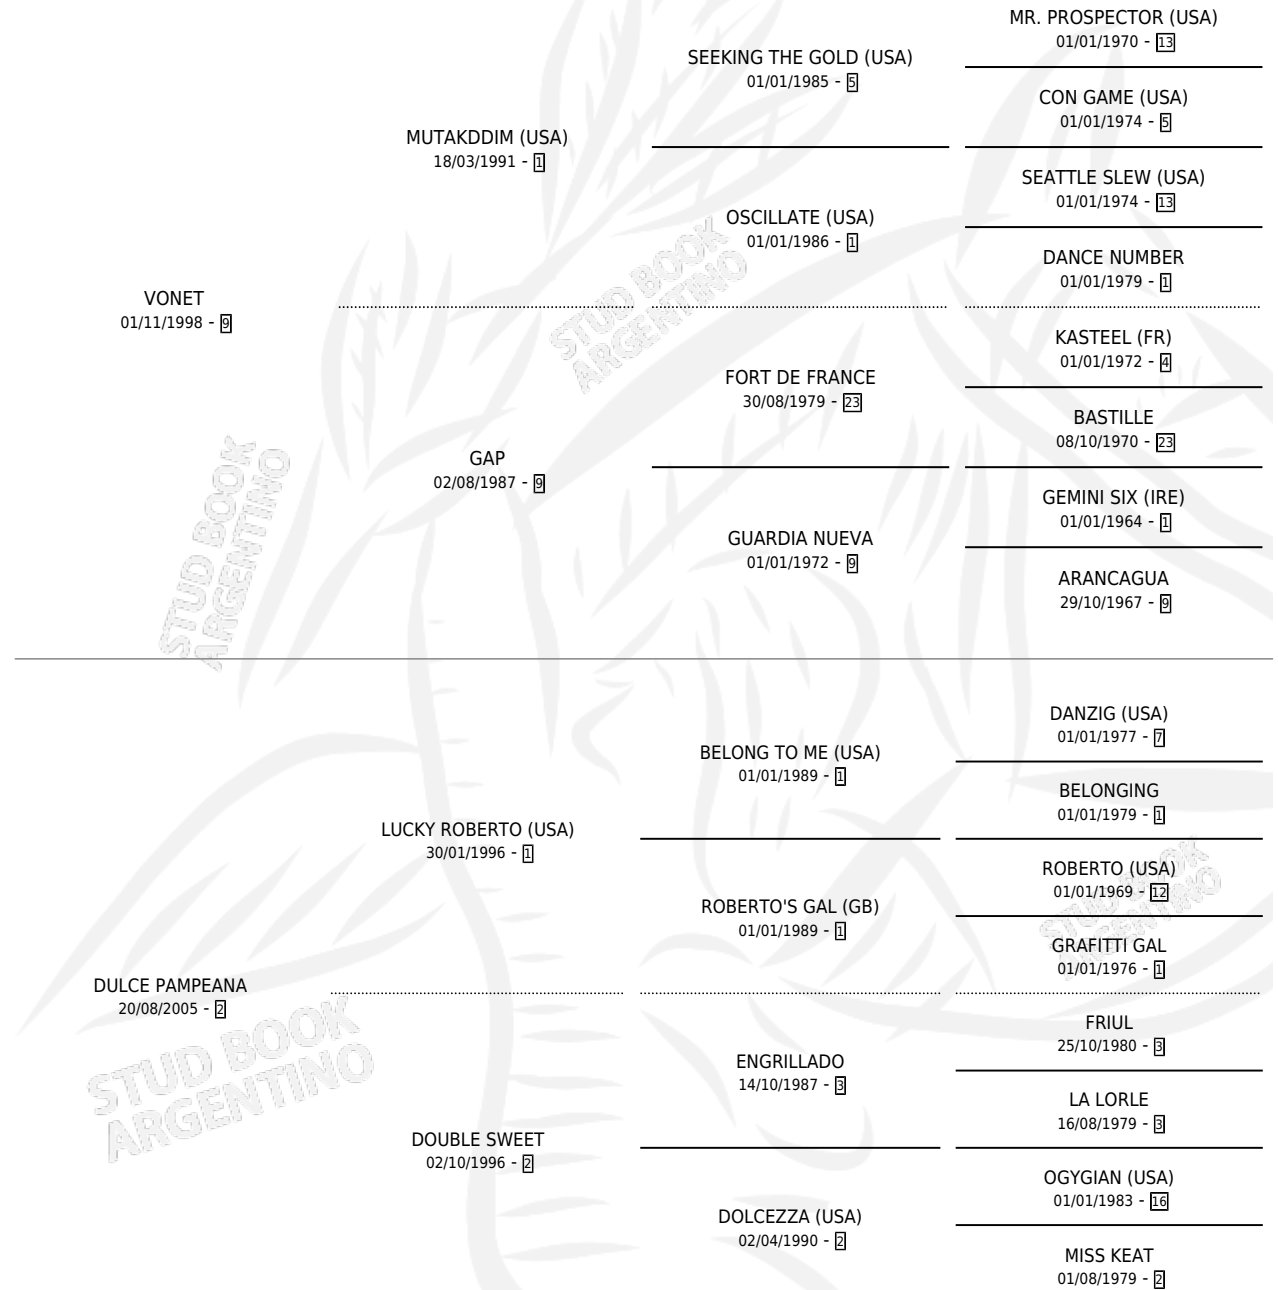 MR. PROSPECTOR (USA)
01/01/1970 - 13
SEEKING THE GOLD (USA)
01/01/1985 - 5
CON GAME (USA)
01/01/1974 - 5
MUTAKDDIM (USA)
18/03/1991 - 1
SEATTLE SLEW (USA)
01/01/1974 - 13
OSCILLATE (USA)
01/01/1986 - 1
DANCE NUMBER
01/01/1979 - 1
VONET
01/11/1998 - 9
STUD BOOK
ARGENTINO
KASTEEL (FR)
01/01/1972 - 4
FORT DE FRANCE
30/08/1979 - 23
BASTILLE
08/10/1970 - 23
GAP
02/08/1987 - 9
GEMINI SIX (IRE)
01/01/1964 - 1
GUARDIA NUEVA
01/01/1972 - 9
ARANCAGUA
29/10/1967 - 9
STUD BOOK
ARGENTINO
DANZIG (USA)
01/01/1977 - 7
BELONG TO ME (USA)
01/01/1989 - 1
BELONGING
01/01/1979 - 1
LUCKY ROBERTO (USA)
30/01/1996 - 1
ROBERTO (USA)
01/01/1969 - 12
ROBERTO'S GAL (GB)
01/01/1989 - 1
GRAFITTI GAL
01/01/1976 - 1
STUD BOOK
ARGENTINO
DULCE PAMPEANA
20/08/2005 - 2
FRIUL
25/10/1980 - 3
ENGRILLADO
14/10/1987 - 3
LA LORLE
16/08/1979 - 3
STUD BOOK
ARGENTINO
DOUBLE SWEET
02/10/1996 - 2
OGYGIAN (USA)
01/01/1983 - 16
DOLCEZZA (USA)
02/04/1990 - 2
MISS KEAT
01/08/1979 - 2